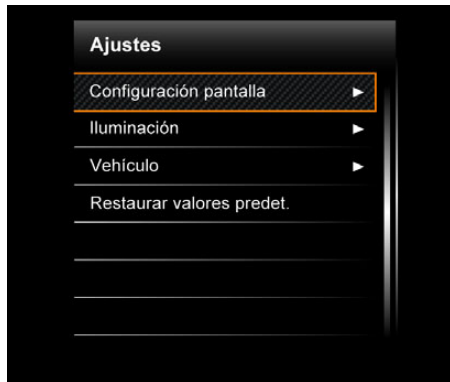 Ajustes
Configuración pantalla
Iluminación
Vehículo
Restaurar valores predet.